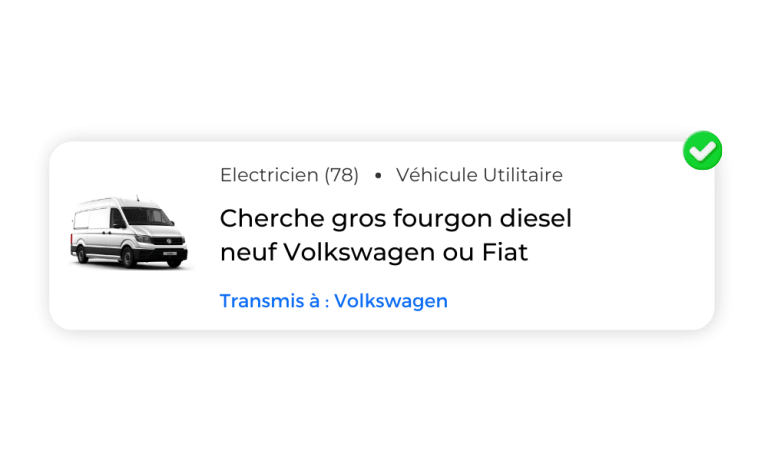 Electricien (78) • Véhicule Utilitaire
Cherche gros fourgon diesel
neuf Volkswagen ou Fiat
Transmis à : Volkswagen